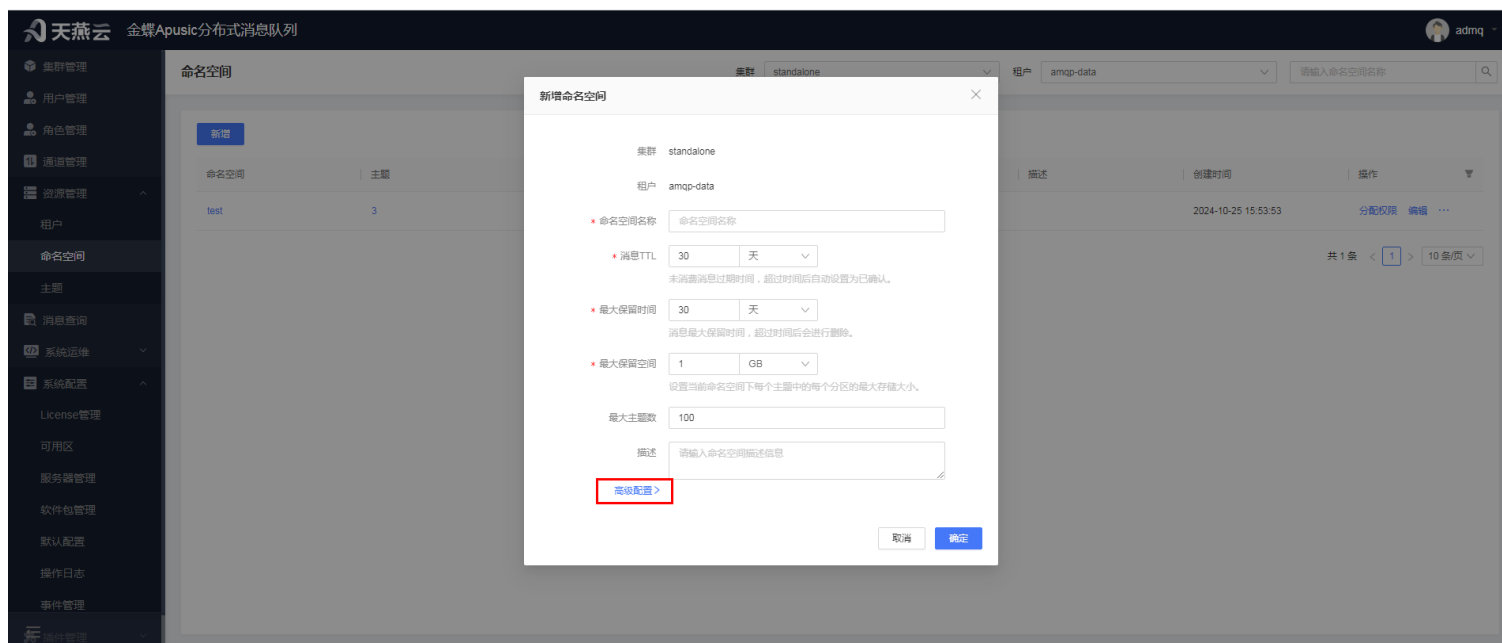 天燕云 金蝶Apusic分布式消息队列 admq
集群管理
用户管理
角色管理
通道管理
资源管理
租户
命名空间
主题
消息查询
系统运维
系统配置
License管理
可用区
服务器管理
软件包管理
默认配置
操作日志
事件管理
插件管理
命名空间 集群 standalone 租户 amqp-data 请输入命名空间名称
新增
命名空间 主题 描述 创建时间 操作
test 3 2024-10-25 15:53:53 分配权限 编辑 ···
共 1 条 < 1 > 10 条/页
新增命名空间
集群 standalone
租户 amqp-data
* 命名空间名称 命名空间名称
* 消息TTL 30 天
未消费消息过期时间，超过时间后自动设置为已确认。
* 最大保留时间 30 天
消息最大保留时间，超过时间后会进行删除。
* 最大保留空间 1 GB
设置当前命名空间下每个主题中的每个分区的最大存储大小。
最大主题数 100
描述 请输入命名空间描述信息
高级配置 >
取消 确定